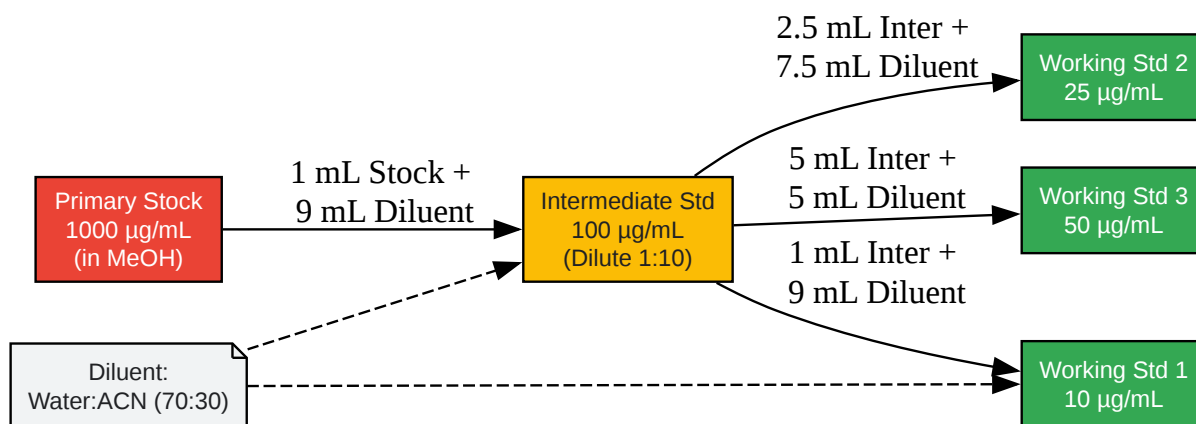 2.5 mL Inter +
7.5 mL Diluent
Working Std 2
25 µg/mL
1 mL Stock +
9 mL Diluent
5 mL Inter +
5 mL Diluent
Primary Stock
1000 µg/mL
(in MeOH)
Intermediate Std
100 µg/mL
(Dilute 1:10)
Working Std 3
50 µg/mL
1 mL Inter +
9 mL Diluent
Diluent:
Water:ACN (70:30)
Working Std 1
10 µg/mL